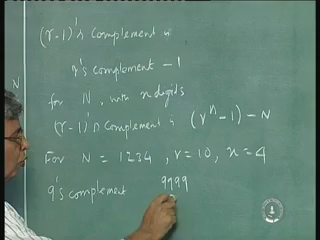 (r-1)'s complement is
r's complement - 1
N
for N, with n digits
(r-1)'s complement is (r^n - 1) - N
For N = 1234, r = 10, n = 4
9's complement 9999